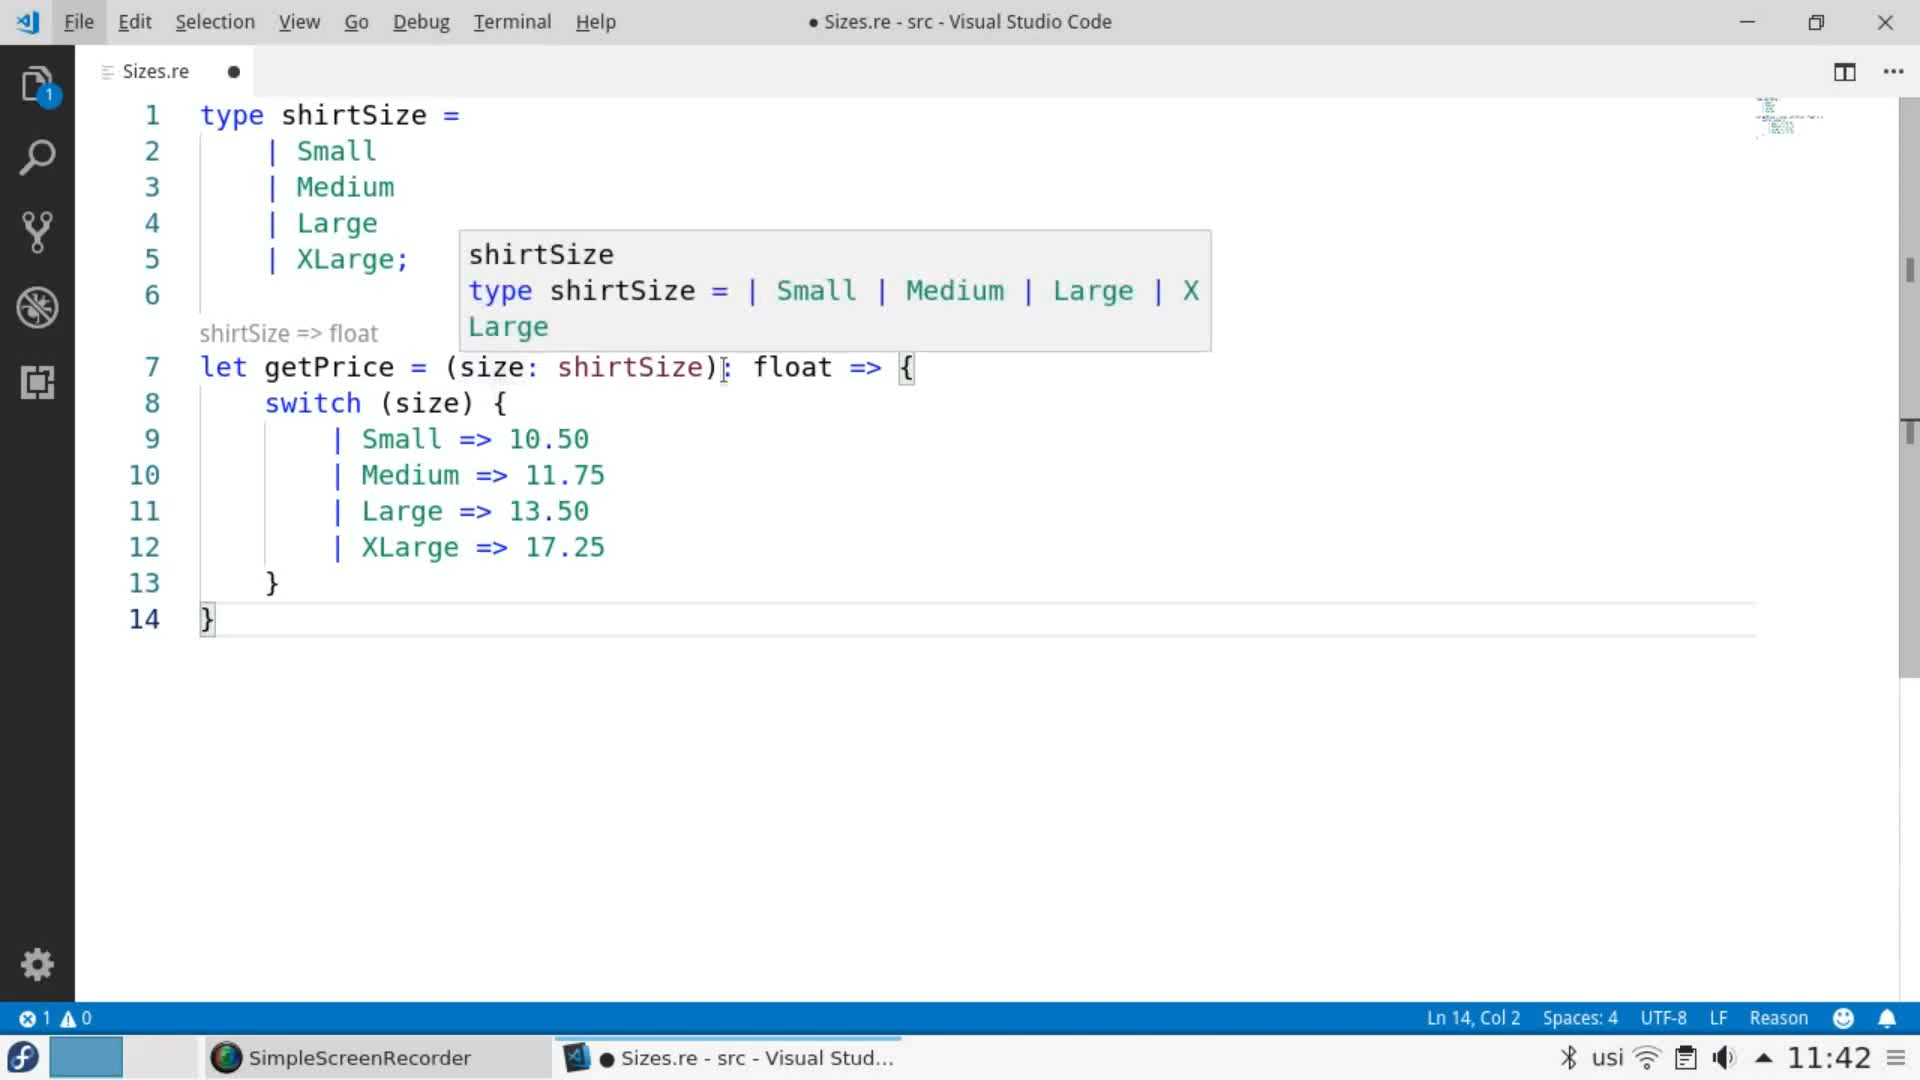 File Edit Selection View Go Debug Terminal Help ● Sizes.re - src - Visual Studio Code
Sizes.re ●
1 type shirtSize =
2 | Small
3 | Medium
4 | Large
5 | XLarge;
6
shirtSize
type shirtSize = | Small | Medium | Large | X
Large
shirtSize => float
7 let getPrice = (size: shirtSize): float => {
8 switch (size) {
9 | Small => 10.50
10 | Medium => 11.75
11 | Large => 13.50
12 | XLarge => 17.25
13 }
14 }
1
1 0 Ln 14, Col 2 Spaces: 4 UTF-8 LF Reason
SimpleScreenRecorder ● Sizes.re - src - Visual Stud... usi 11:42